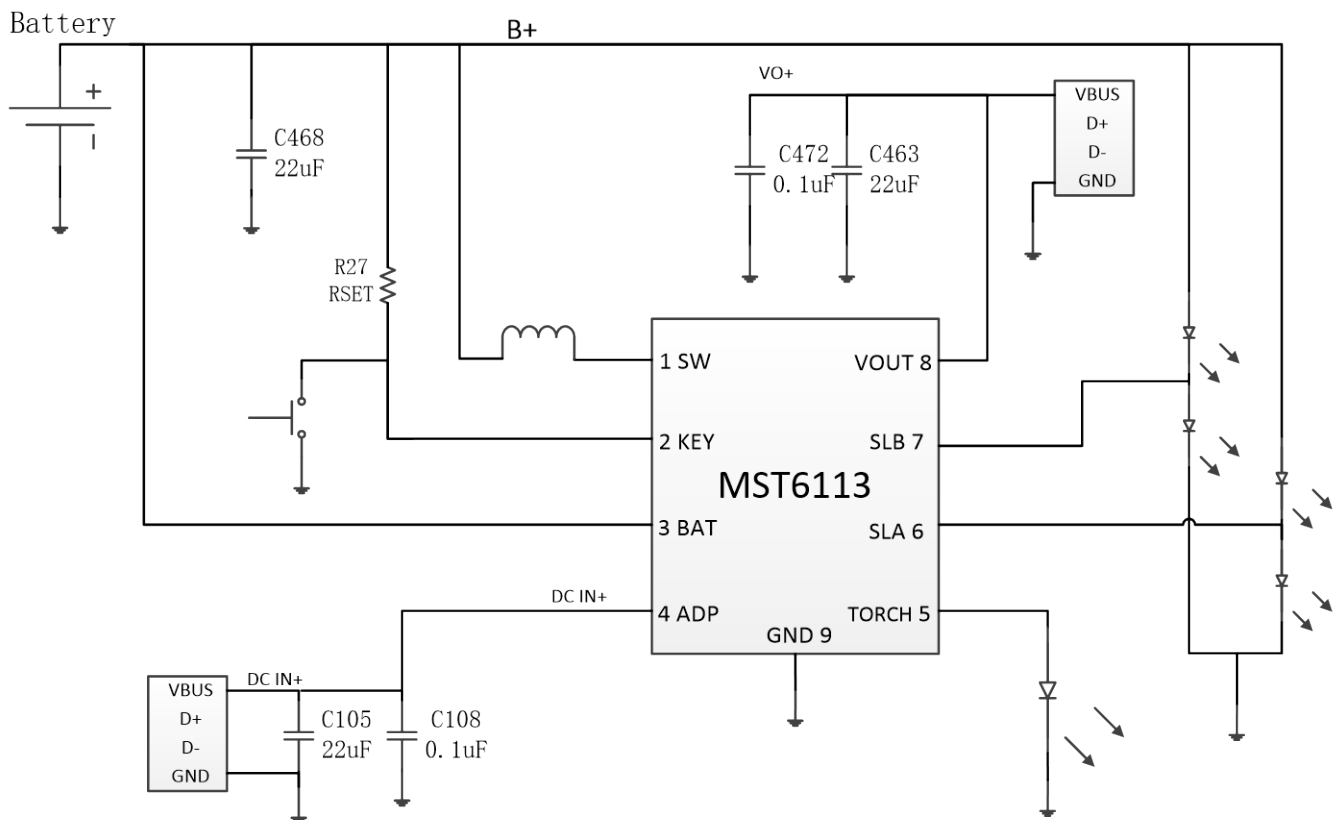 Battery
B+
+
−
VO+
VBUS
D+
D-
GND
C468
22uF
C472
0.1uF
C463
22uF
R27
RSET
1 SW
VOUT 8
2 KEY
SLB 7
MST6113
3 BAT
SLA 6
DC IN+
4 ADP
TORCH 5
GND 9
DC IN+
VBUS
D+
D-
GND
C105
22uF
C108
0.1uF